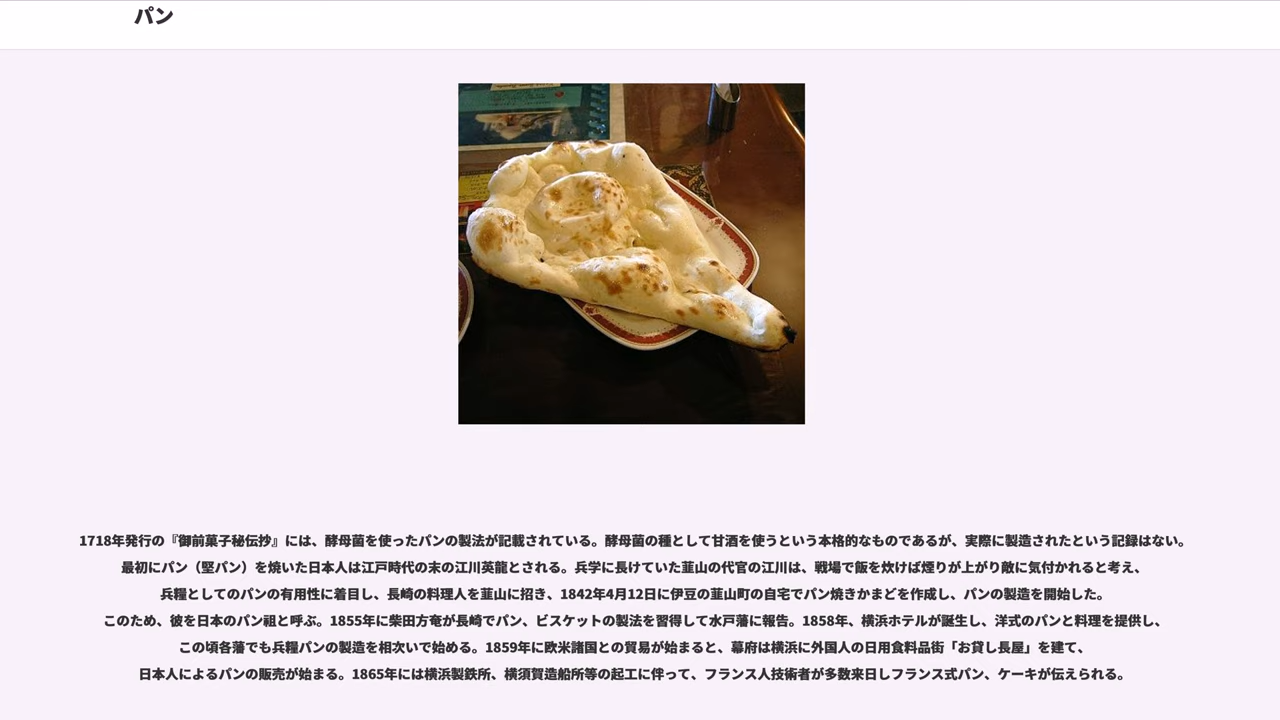 パン
1718年発行の『御前菓子秘伝抄』には、酵母菌を使ったパンの製法が記載されている。酵母菌の種として甘酒を使うという本格的なものであるが、実際に製造されたという記録はない。
最初にパン（堅パン）を焼いた日本人は江戸時代の末の江川英龍とされる。兵学に長けていた韮山の代官の江川は、戦場で飯を炊けば煙りが上がり敵に気付かれると考え、
兵糧としてのパンの有用性に着目し、長崎の料理人を韮山に招き、1842年4月12日に伊豆の韮山町の自宅でパン焼きかまどを作成し、パンの製造を開始した。
このため、彼を日本のパン祖と呼ぶ。1855年に柴田方竜が長崎でパン、ビスケットの製法を習得して水戸藩に報告。1858年、横浜ホテルが誕生し、洋式のパンと料理を提供し、
この頃各藩でも兵糧パンの製造を相次いで始める。1859年に欧米諸国との貿易が始まると、幕府は横浜に外国人の日用食料品街「お貸し長屋」を建て、
日本人によるパンの販売が始まる。1865年には横浜製鉄所、横須賀造船所等の起工に伴って、フランス人技術者が多数来日しフランス式パン、ケーキが伝えられる。